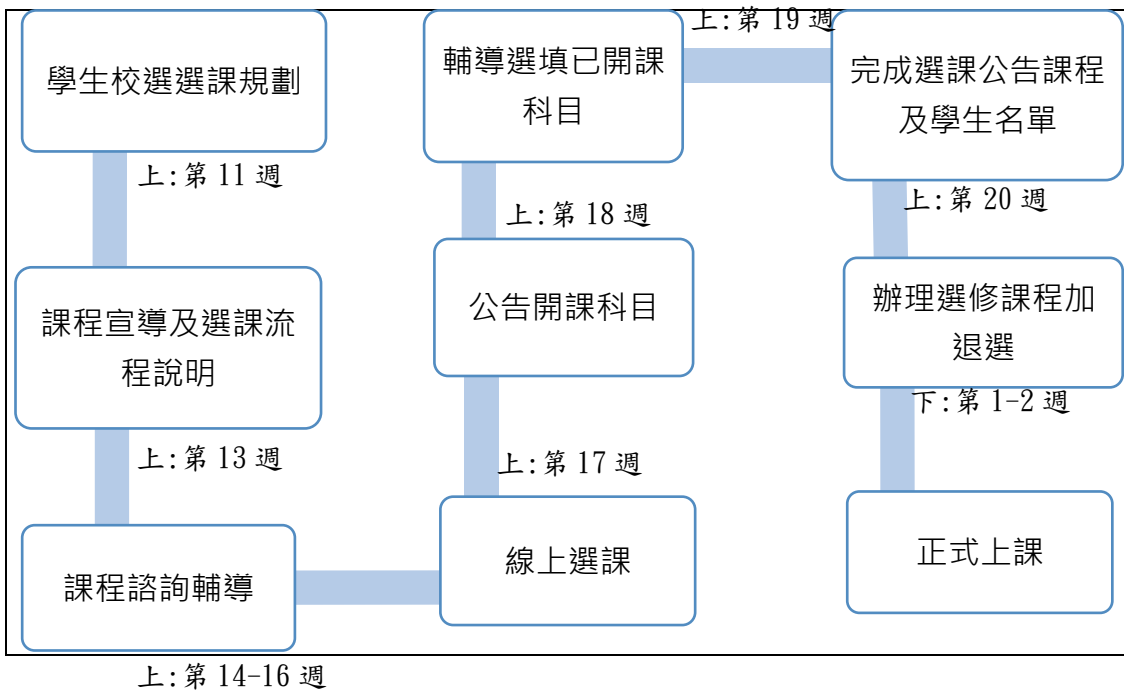 學生校選選課規劃
上:第 11 週
課程宣導及選課流
程說明
上:第 13 週
課程諮詢輔導
上:第 14-16 週
線上選課
上:第 17 週
公告開課科目
上:第 18 週
輔導選填已開課
科目
上:第 19 週
完成選課公告課程
及學生名單
上:第 20 週
辦理選修課程加
退選
下:第 1-2 週
正式上課